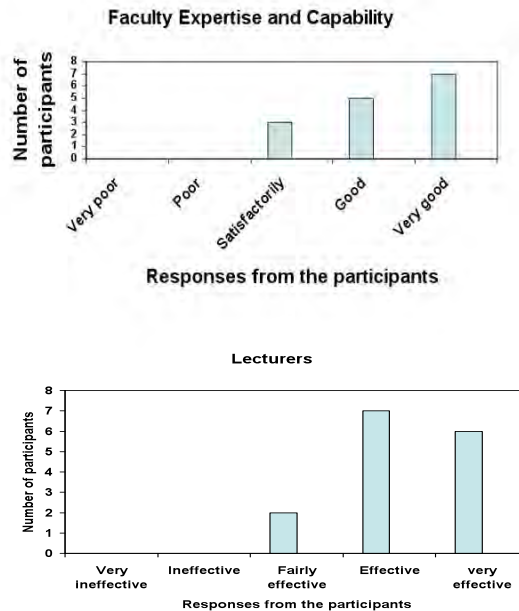 Faculty Expertise and Capability
Number of
participants
8
7
6
5
4
3
2
1
0
Very poor
Poor
Satisfactorily
Good
Very good
Responses from the participants
Lecturers
Number of participants
8
7
6
5
4
3
2
1
0
Very
ineffective
Ineffective
Fairly
effective
Effective
very
effective
Responses from the participants